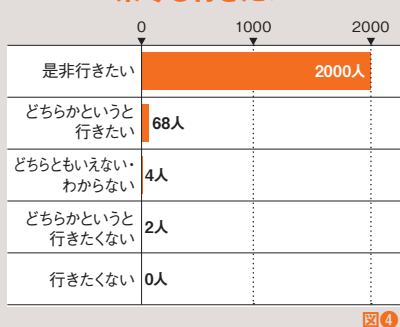 0 1000 2000
是非行きたい 2000人
どちらかというと
行きたい 68人
どちらともいえない・
わからない 4人
どちらかというと
行きたくない 2人
行きたくない 0人
図4